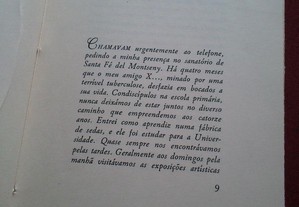 CHAMAVAM urgentemente ao telefone,
pedindo a minha presença no sanatório de
Santa Fé del Montseny. Há quatro meses
que o meu amigo X..., minado por uma
terrível tuberculose, desfazia em bocados a
sua vida. Condiscípulos na escola primária,
nunca deixámos de estar juntos no diverso
caminho que empreendemos aos catorze
anos. Entrei como aprendiz numa fábrica
de sedas, e ele foi estudar para a Univer-
sidade. Quase sempre nos encontrávamos
pelas tardes. Geralmente aos domingos pela
manhã visitávamos as exposições artísticas
9